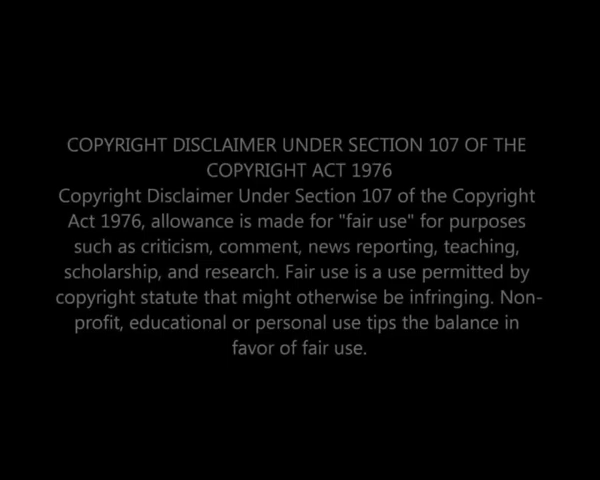 COPYRIGHT DISCLAIMER UNDER SECTION 107 OF THE
COPYRIGHT ACT 1976
Copyright Disclaimer Under Section 107 of the Copyright
Act 1976, allowance is made for "fair use" for purposes
such as criticism, comment, news reporting, teaching,
scholarship, and research. Fair use is a use permitted by
copyright statute that might otherwise be infringing. Non-
profit, educational or personal use tips the balance in
favor of fair use.